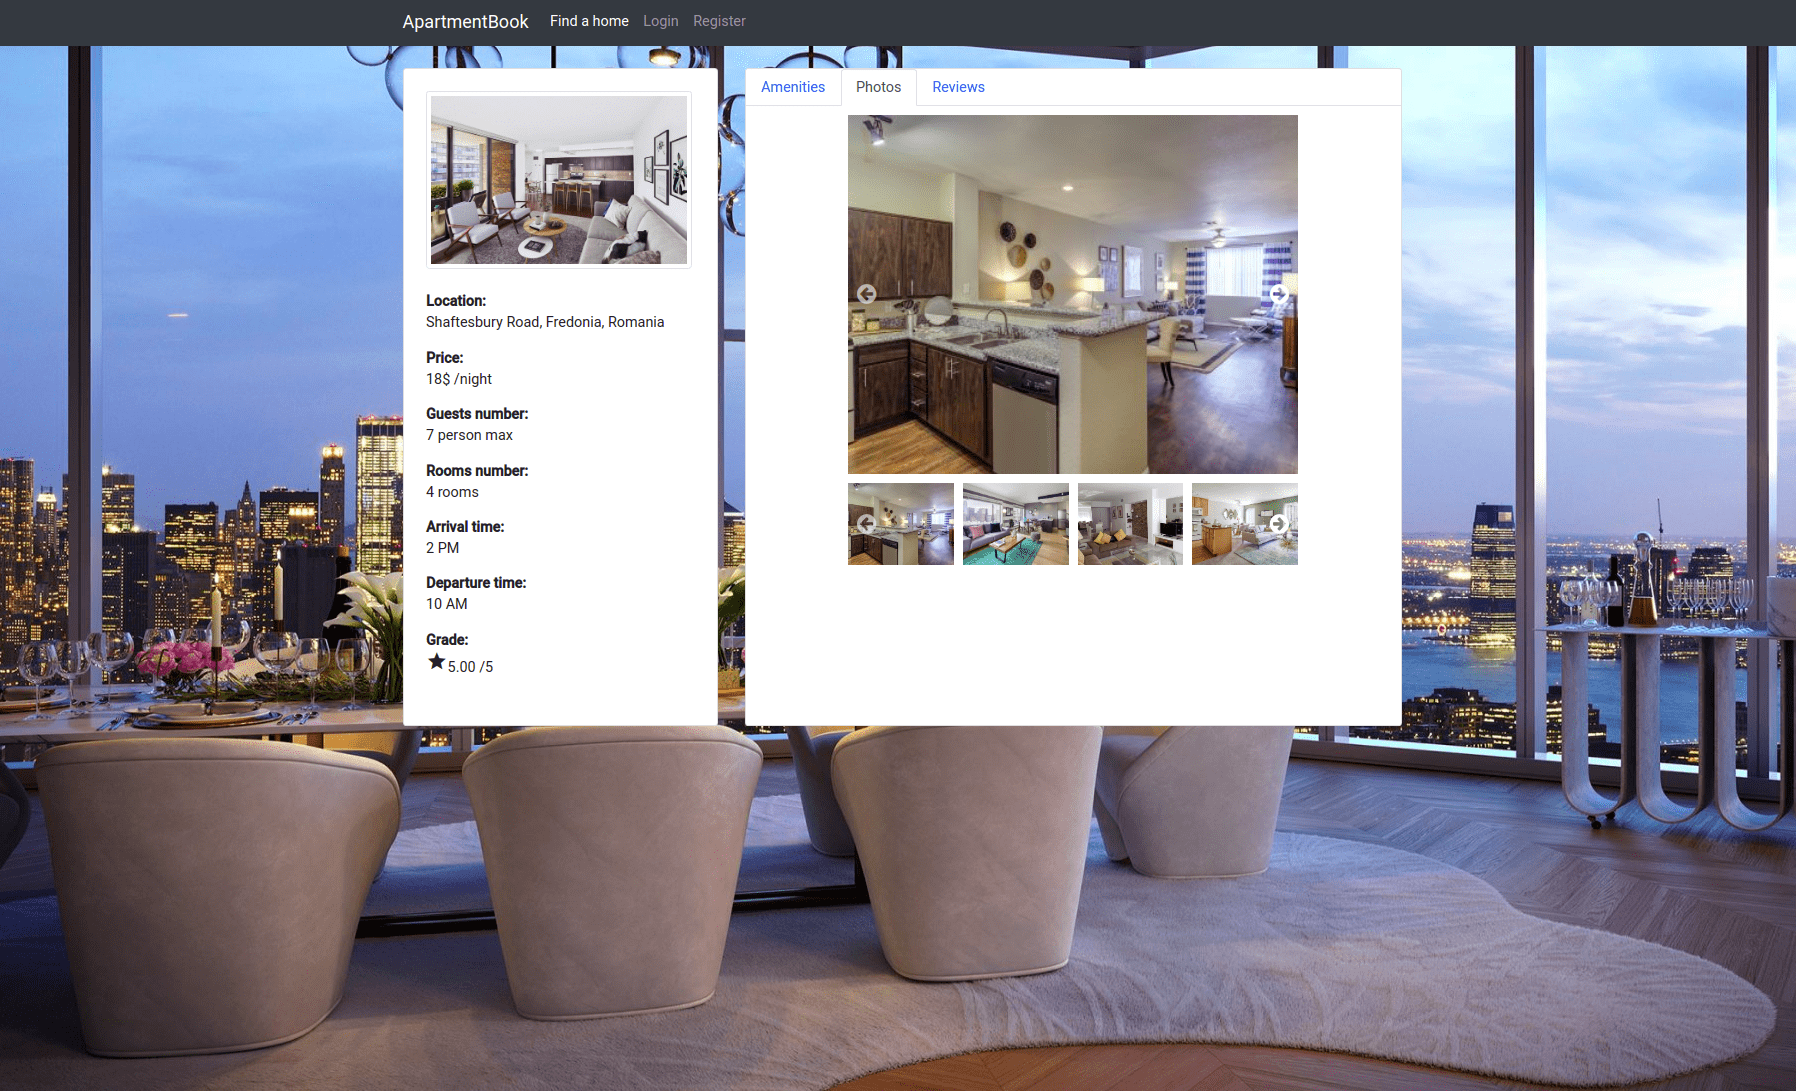 ApartmentBook Find a home Login Register
Amenities Photos Reviews
Location:
Shaftesbury Road, Fredonia, Romania
Price:
18$ /night
Guests number:
7 person max
Rooms number:
4 rooms
Arrival time:
2 PM
Departure time:
10 AM
Grade:
5.00 /5